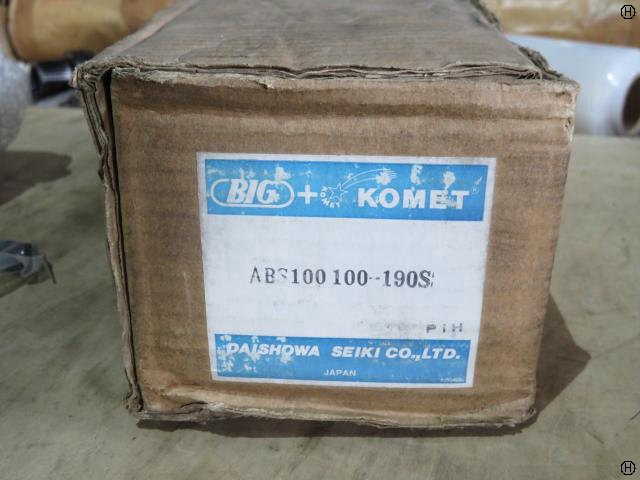 H
BIG + KOMET®
ABS100 100--190S
PIH
DAISHOWA SEIKI CO.,LTD.
JAPAN
H